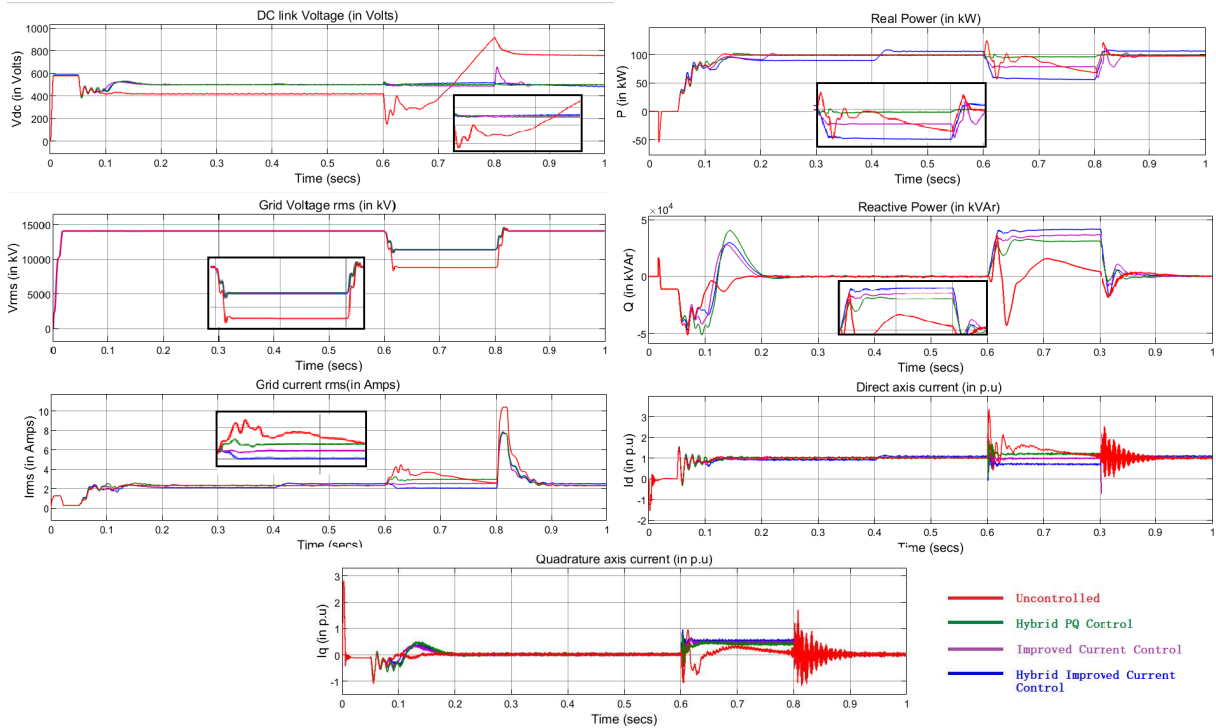 DC link Voltage (in Volts)
Vdc (in Volts)
1000
800
600
400
200
0
0 0.1 0.2 0.3 0.4 0.5 0.6 0.7 0.8 0.9 1
Time (secs)
Real Power (in kW)
P (in kW)
100
50
0
-50
0 0.1 0.2 0.3 0.4 0.5 0.6 0.7 0.8 0.9 1
Time (secs)
Grid Voltage rms (in kV)
Vrms (in kV)
15000
10000
5000
0
0 0.1 0.2 0.3 0.4 0.5 0.6 0.7 0.8 0.9 1
Time (secs)
Reactive Power (in kVAr)
×10⁴
Q (in kVAr)
5
0
-5
0 0.1 0.2 0.3 0.4 0.5 0.6 0.7 0.3 0.9 1
Time (secs)
Grid current rms(in Amps)
Irms (in Amps)
10
8
6
4
2
0
0 0.1 0.2 0.3 0.4 0.5 0.6 0.7 0.8 0.9 1
Time (secs)
Direct axis current (in p.u)
Id (in p.u)
3
2
1
0
-1
-2
0 0.1 0.2 0.3 0.4 0.5 0.6 0.7 0.8 0.9 1
Time (secs)
Quadrature axis current (in p.u)
Iq (in p.u)
3
2
1
0
-1
0 0.1 0.2 0.3 0.4 0.5 0.6 0.7 0.8 0.9 1
Time (secs)
Uncontrolled
Hybrid PQ Control
Improved Current Control
Hybrid Improved Current
Control